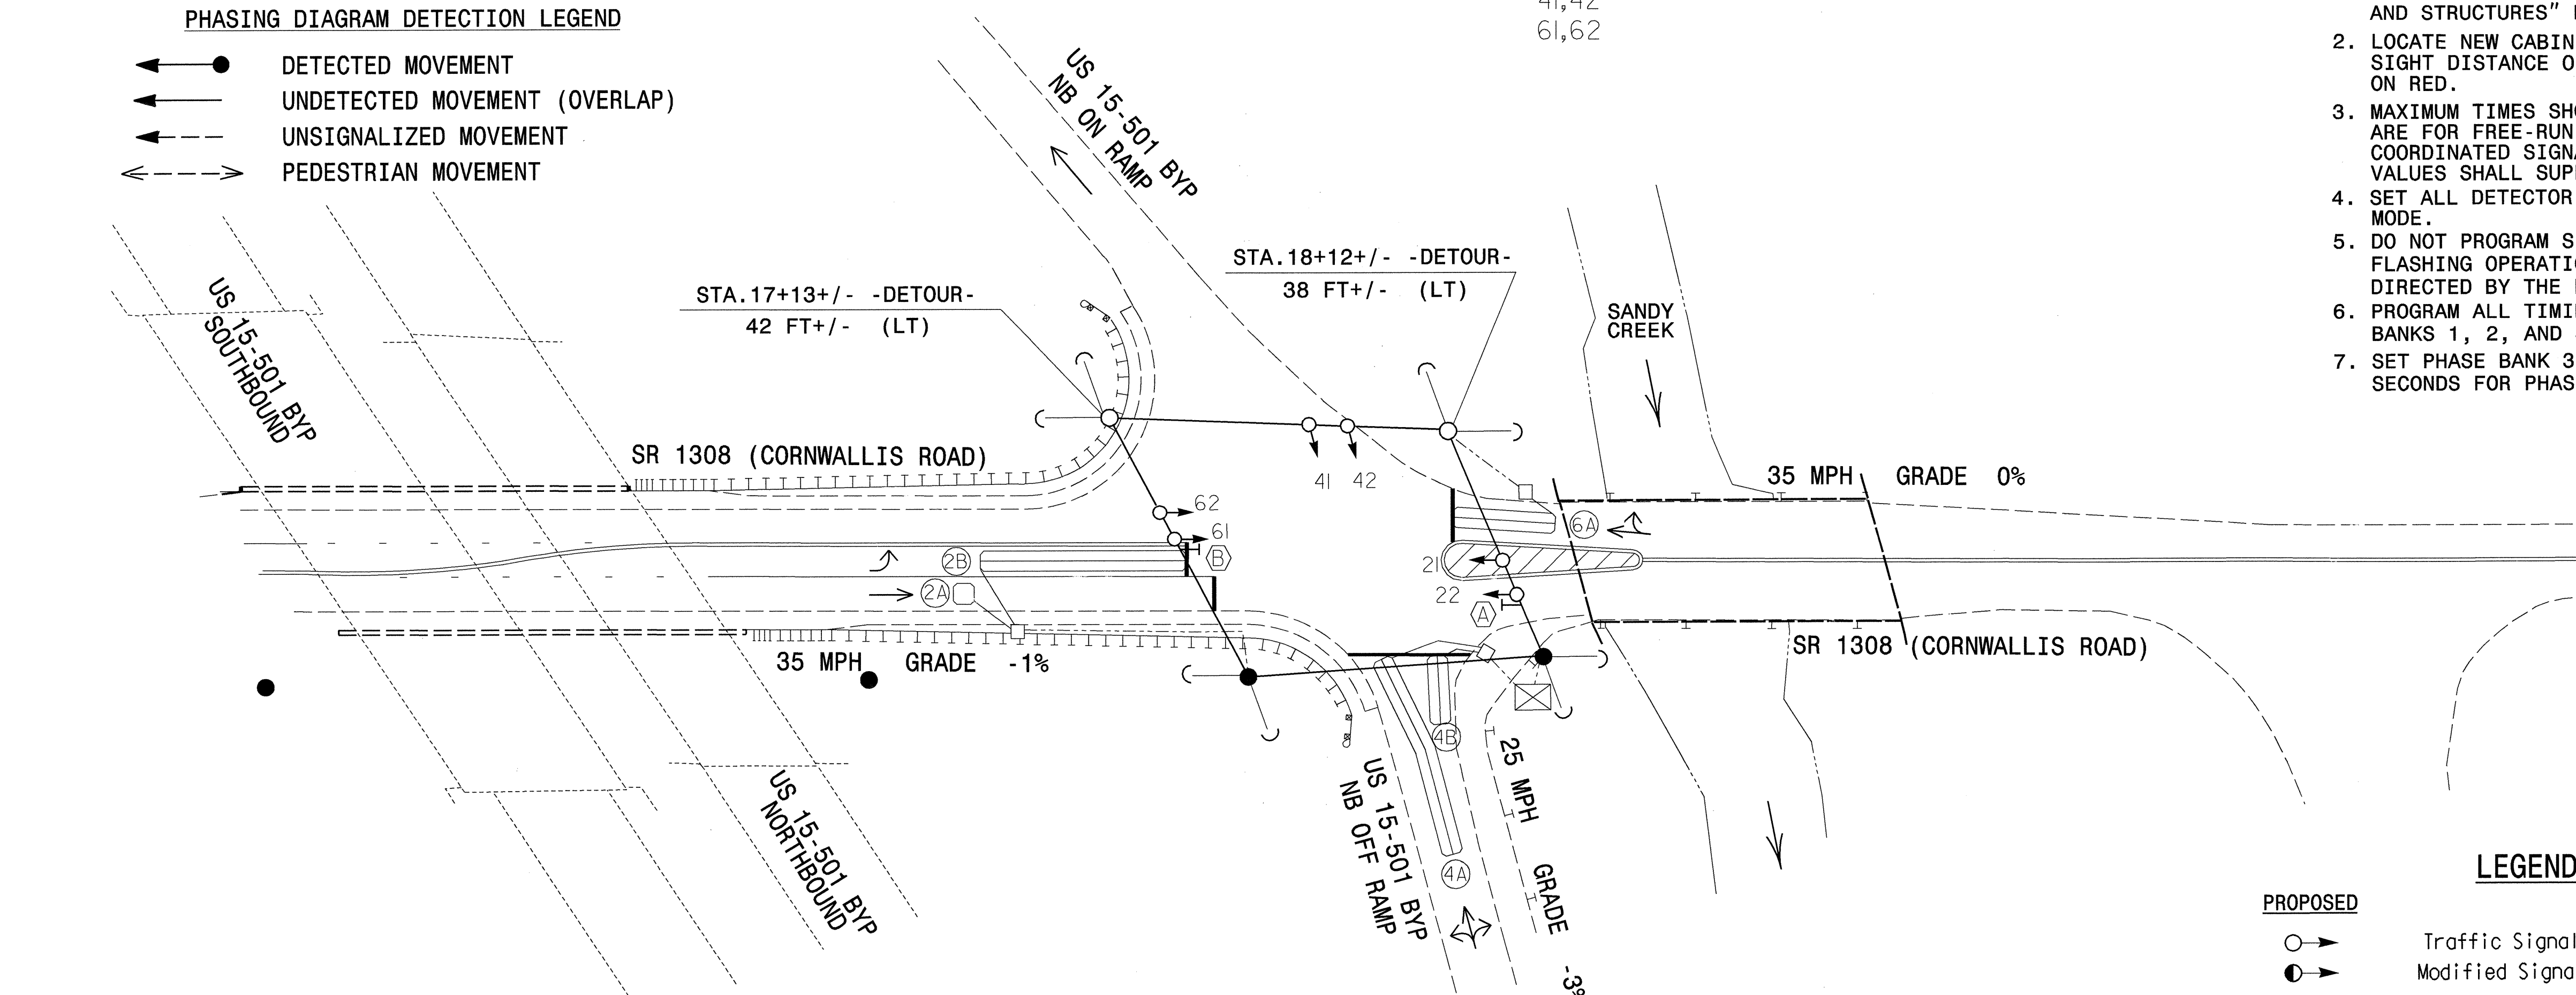 PHASING DIAGRAM DETECTION LEGEND
DETECTED MOVEMENT
UNDETECTED MOVEMENT (OVERLAP)
UNSIGNALIZED MOVEMENT
PEDESTRIAN MOVEMENT
41,42
61,62
AND STRUCTURES"
2. LOCATE NEW CABIN
SIGHT DISTANCE O
ON RED.
3. MAXIMUM TIMES SH
ARE FOR FREE-RUN
COORDINATED SIGN
VALUES SHALL SUP
4. SET ALL DETECTOR
MODE.
5. DO NOT PROGRAM S
FLASHING OPERATI
DIRECTED BY THE
6. PROGRAM ALL TIMI
BANKS 1, 2, AND
7. SET PHASE BANK 3
SECONDS FOR PHAS
US 15-501 BYP
NB ON RAMP
STA.17+13+/- -DETOUR-
42 FT+/- (LT)
STA.18+12+/- -DETOUR-
38 FT+/- (LT)
SANDY
CREEK
US 15-501 BYP
SOUTHBOUND
SR 1308 (CORNWALLIS ROAD)
41 42
35 MPH GRADE 0%
62
61
B
6A
2B
2A
21
22
A
35 MPH GRADE -1%
SR 1308 (CORNWALLIS ROAD)
4B
4A
25 MPH GRADE
US 15-501 BYP
NB OFF RAMP
US 15-501 BYP
NORTHBOUND
LEGEND
PROPOSED
Traffic Signal
Modified Signa